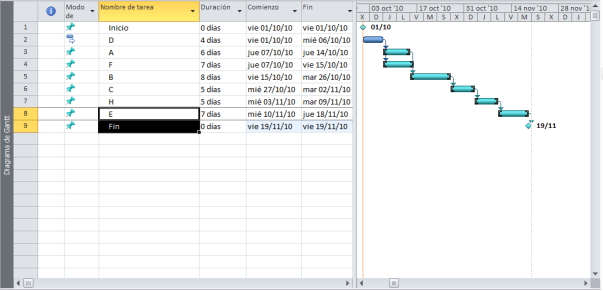 Modo de Nombre de tarea Duración Comienzo Fin
03 oct '10 17 oct '10 31 oct '10 14 nov '10 28 nov '1
X D J L V M S X D J L V M S X D J
1 Inicio 0 días vie 01/10/10 vie 01/10/10 01/10
2 D 4 días vie 01/10/10 mié 06/10/10
3 A 6 días jue 07/10/10 jue 14/10/10
4 F 7 días jue 07/10/10 vie 15/10/10
5 B 8 días vie 15/10/10 mar 26/10/10
6 C 5 días mié 27/10/10 mar 02/11/10
7 H 5 días mié 03/11/10 mar 09/11/10
8 E 7 días mié 10/11/10 jue 18/11/10
9 Fin 0 días vie 19/11/10 vie 19/11/10 19/11
Diagrama de Gantt